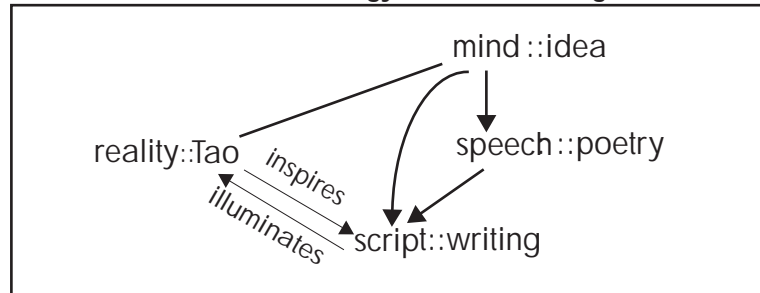 mind::idea
reality::Tao
speech::poetry
inspires
illuminates
script::writing